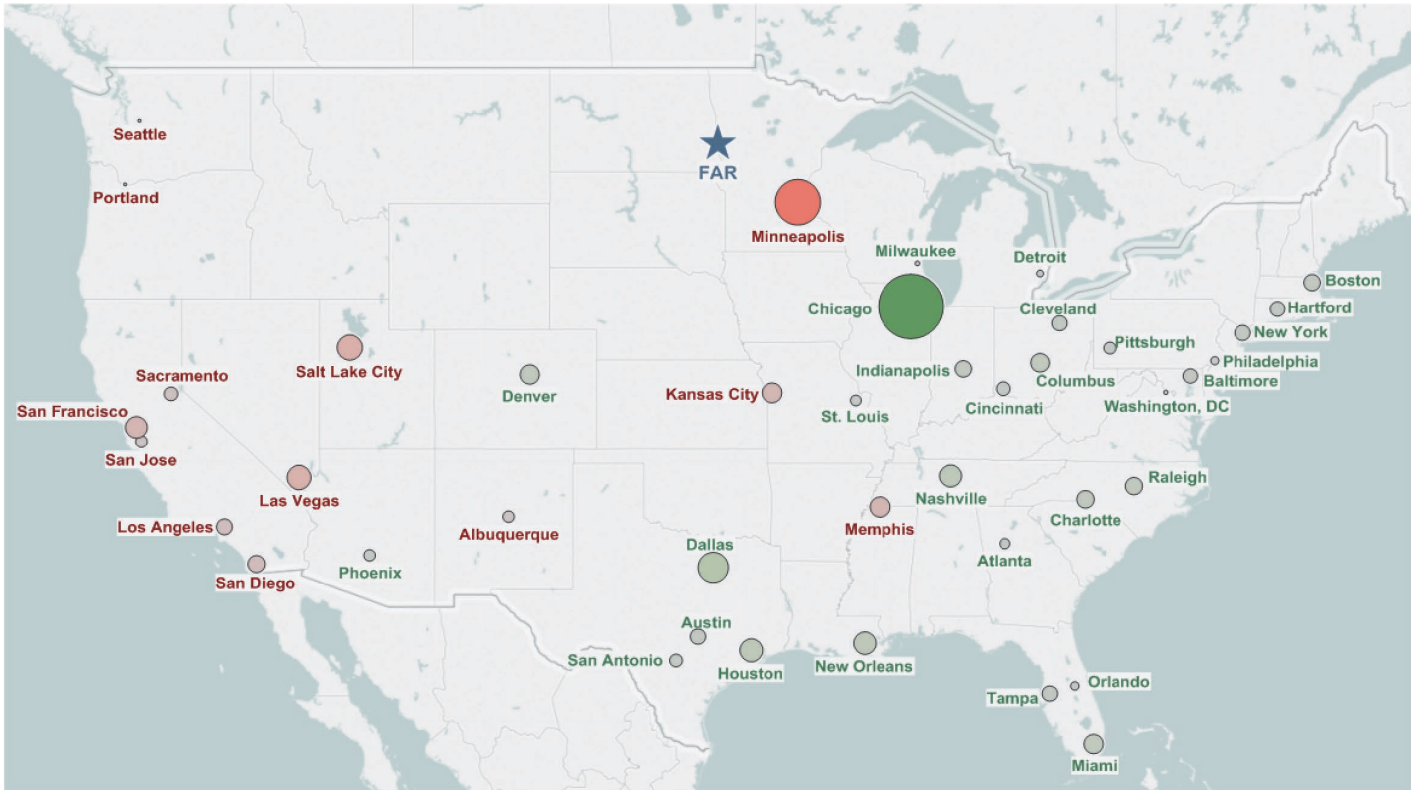 Seattle
FAR
Portland
Minneapolis
Milwaukee
Detroit
Boston
Chicago
Cleveland
Hartford
New York
Pittsburgh
Philadelphia
Salt Lake City
Indianapolis
Columbus
Baltimore
Sacramento
Denver
Kansas City
Cincinnati
Washington, DC
San Francisco
St. Louis
San Jose
Raleigh
Las Vegas
Nashville
Charlotte
Los Angeles
Albuquerque
Memphis
Dallas
Atlanta
Phoenix
San Diego
Austin
San Antonio
Houston
New Orleans
Orlando
Tampa
Miami